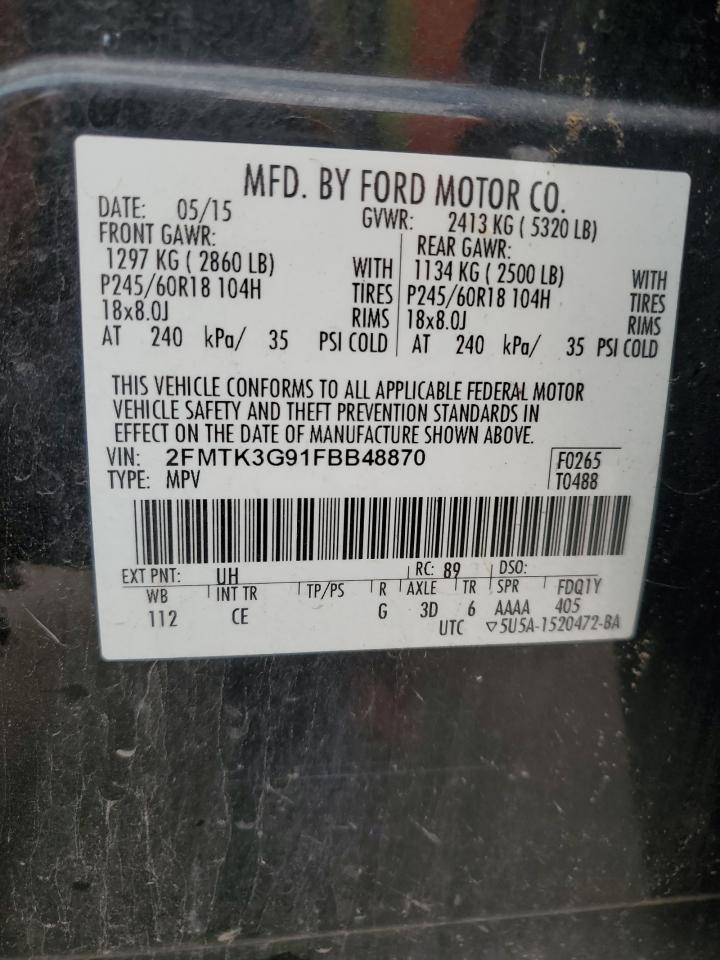 MFD. BY FORD MOTOR CO.
DATE: 05/15 GVWR: 2413 KG ( 5320 LB)
FRONT GAWR: REAR GAWR:
1297 KG ( 2860 LB) WITH 1134 KG ( 2500 LB) WITH
P245/60R18 104H TIRES P245/60R18 104H TIRES
18x8.0J RIMS 18x8.0J RIMS
AT 240 kPa/ 35 PSI COLD AT 240 kPa/ 35 PSI COLD
THIS VEHICLE CONFORMS TO ALL APPLICABLE FEDERAL MOTOR
VEHICLE SAFETY AND THEFT PREVENTION STANDARDS IN
EFFECT ON THE DATE OF MANUFACTURE SHOWN ABOVE.
VIN: 2FMTK3G91FBB48870 F0265
TYPE: MPV T0488
EXT PNT: UH RC: 89 DSO:
WB INT TR TP/PS R AXLE TR SPR FDQ1Y
112 CE G 3D 6 AAAA 405
UTC ▽5U5A-1520472-BA